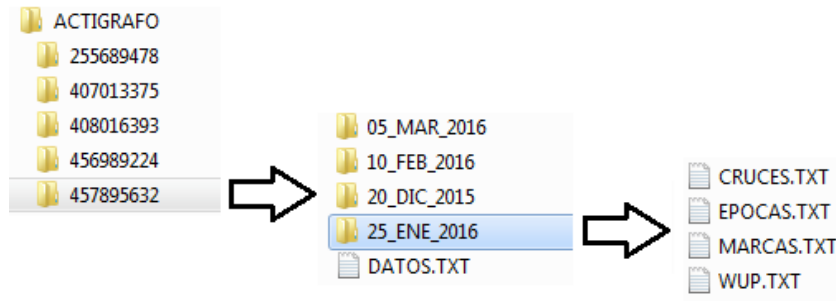 ACTIGRAFO
255689478
407013375
408016393
456989224
457895632
05_MAR_2016
10_FEB_2016
20_DIC_2015
25_ENE_2016
DATOS.TXT
CRUCES.TXT
EPOCAS.TXT
MARCAS.TXT
WUP.TXT